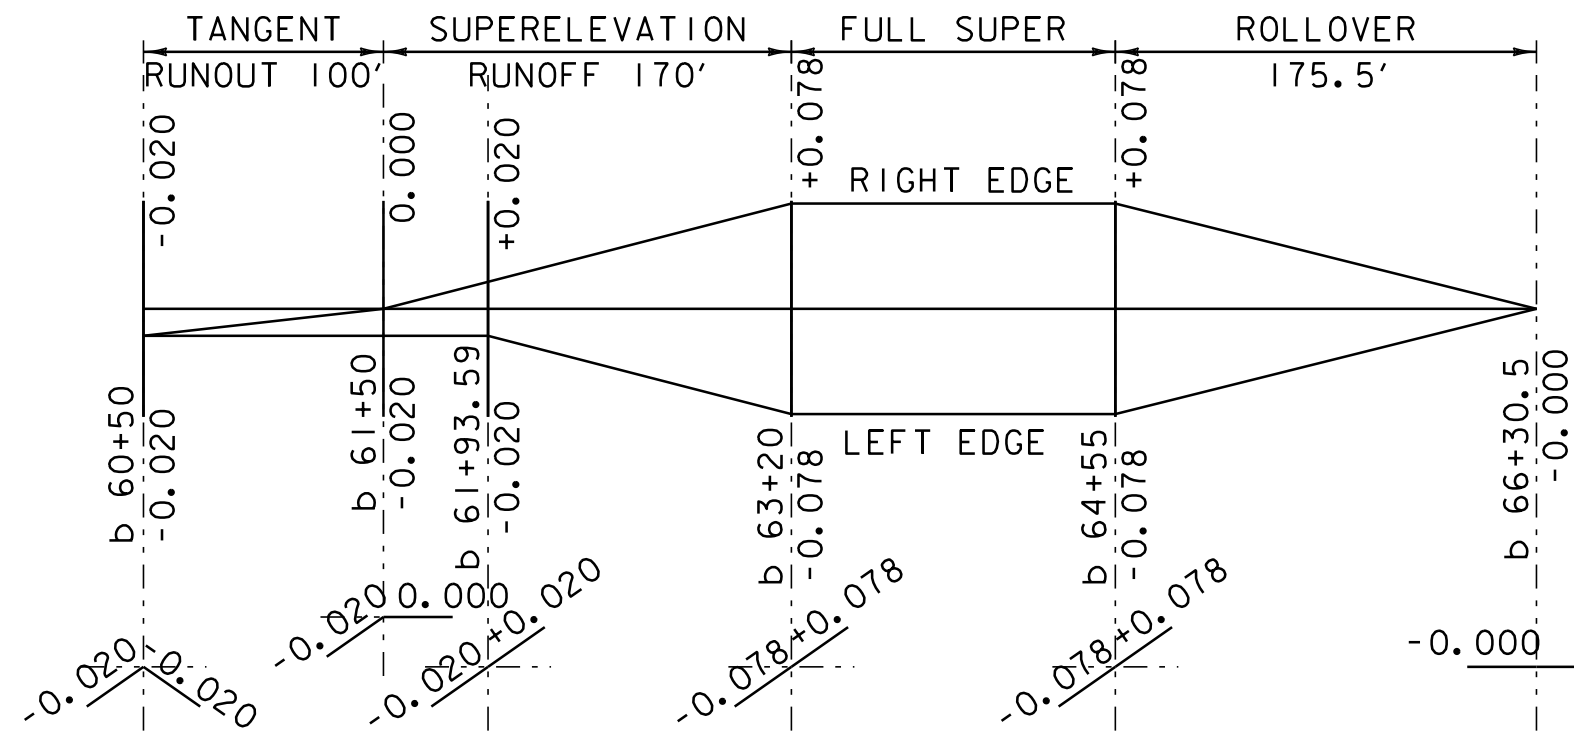 TANGENT
RUNOUT 100'
SUPERELEVATION
RUNOFF 170'
FULL SUPER
ROLLOVER
175.5'
-0.020
0.000
+0.020
+0.078
+0.078
RIGHT EDGE
LEFT EDGE
b 60+50
-0.020
b 61+50
-0.020
b 61+93.59
-0.020
b 63+20
-0.078
b 64+55
-0.078
b 66+30.5
-0.000
-0.020
-0.020
-0.020
0.000
-0.020
+0.020
-0.078
+0.078
-0.078
+0.078
-0.000